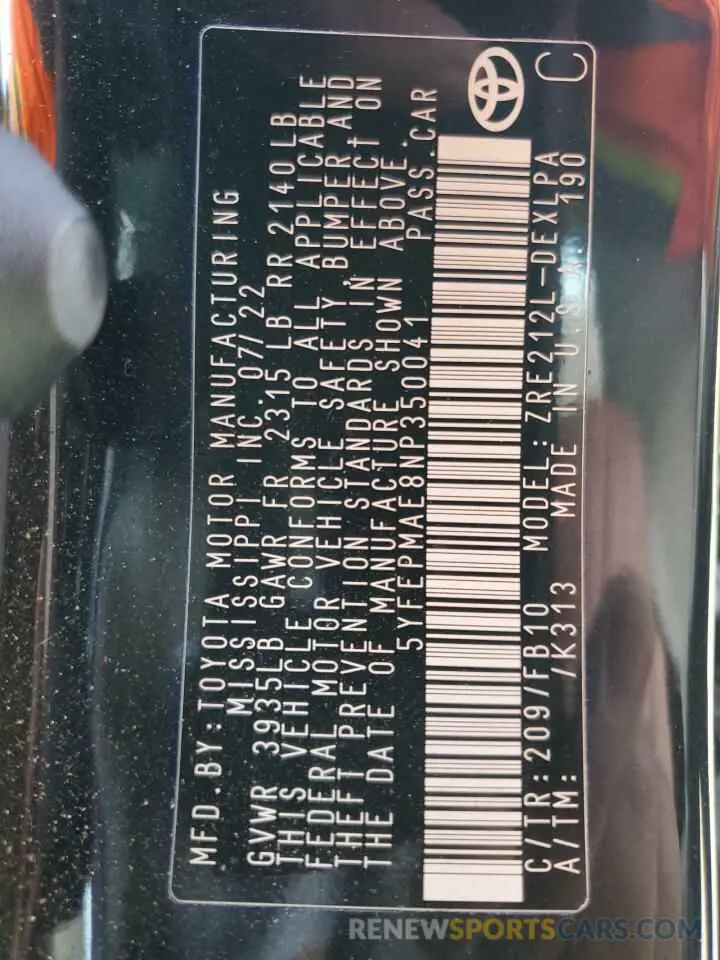 MFD.BY:TOYOTA MOTOR MANUFACTURING
MISSISSIPPI INC. 07/22
GVWR 3935LB GAWR FR 2315 LB RR 2140LB
THIS VEHICLE CONFORMS TO ALL APPLICABLE
FEDERAL MOTOR VEHICLE SAFETY, BUMPER AND
THEFT PREVENTION STANDARDS IN EFFECT ON
THE DATE OF MANUFACTURE SHOWN ABOVE.
5YFEPMAE8NP350041 PASS.CAR
C/TR:209/FB10 MODEL:ZRE212L-DEXLPA
A/TM: /K313 MADE IN U.S.A 190
C
RENEWSPORTSCARS.COM